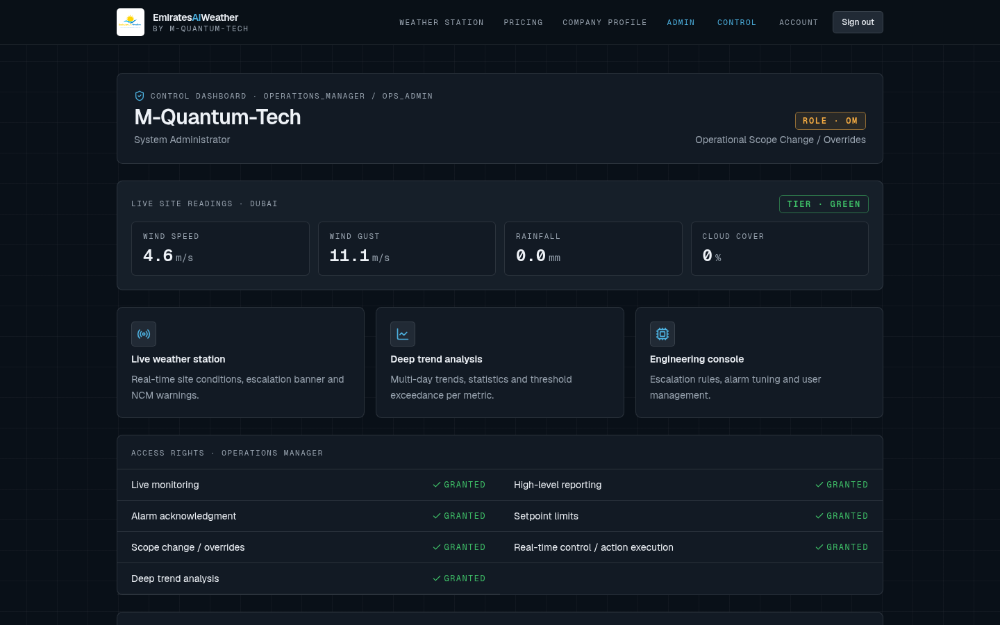 EmiratesAIWeather
BY M-QUANTUM-TECH
WEATHER STATION
PRICING
COMPANY PROFILE
ADMIN
CONTROL
ACCOUNT
Sign out
CONTROL DASHBOARD · OPERATIONS_MANAGER / OPS_ADMIN
M-Quantum-Tech
System Administrator
ROLE · OM
Operational Scope Change / Overrides
LIVE SITE READINGS · DUBAI
TIER · GREEN
WIND SPEED
4.6 m/s
WIND GUST
11.1 m/s
RAINFALL
0.0 mm
CLOUD COVER
0 %
Live weather station
Real-time site conditions, escalation banner and
NCM warnings.
Deep trend analysis
Multi-day trends, statistics and threshold
exceedance per metric.
Engineering console
Escalation rules, alarm tuning and user
management.
ACCESS RIGHTS · OPERATIONS MANAGER
Live monitoring GRANTED
High-level reporting GRANTED
Alarm acknowledgment GRANTED
Setpoint limits GRANTED
Scope change / overrides GRANTED
Real-time control / action execution GRANTED
Deep trend analysis GRANTED